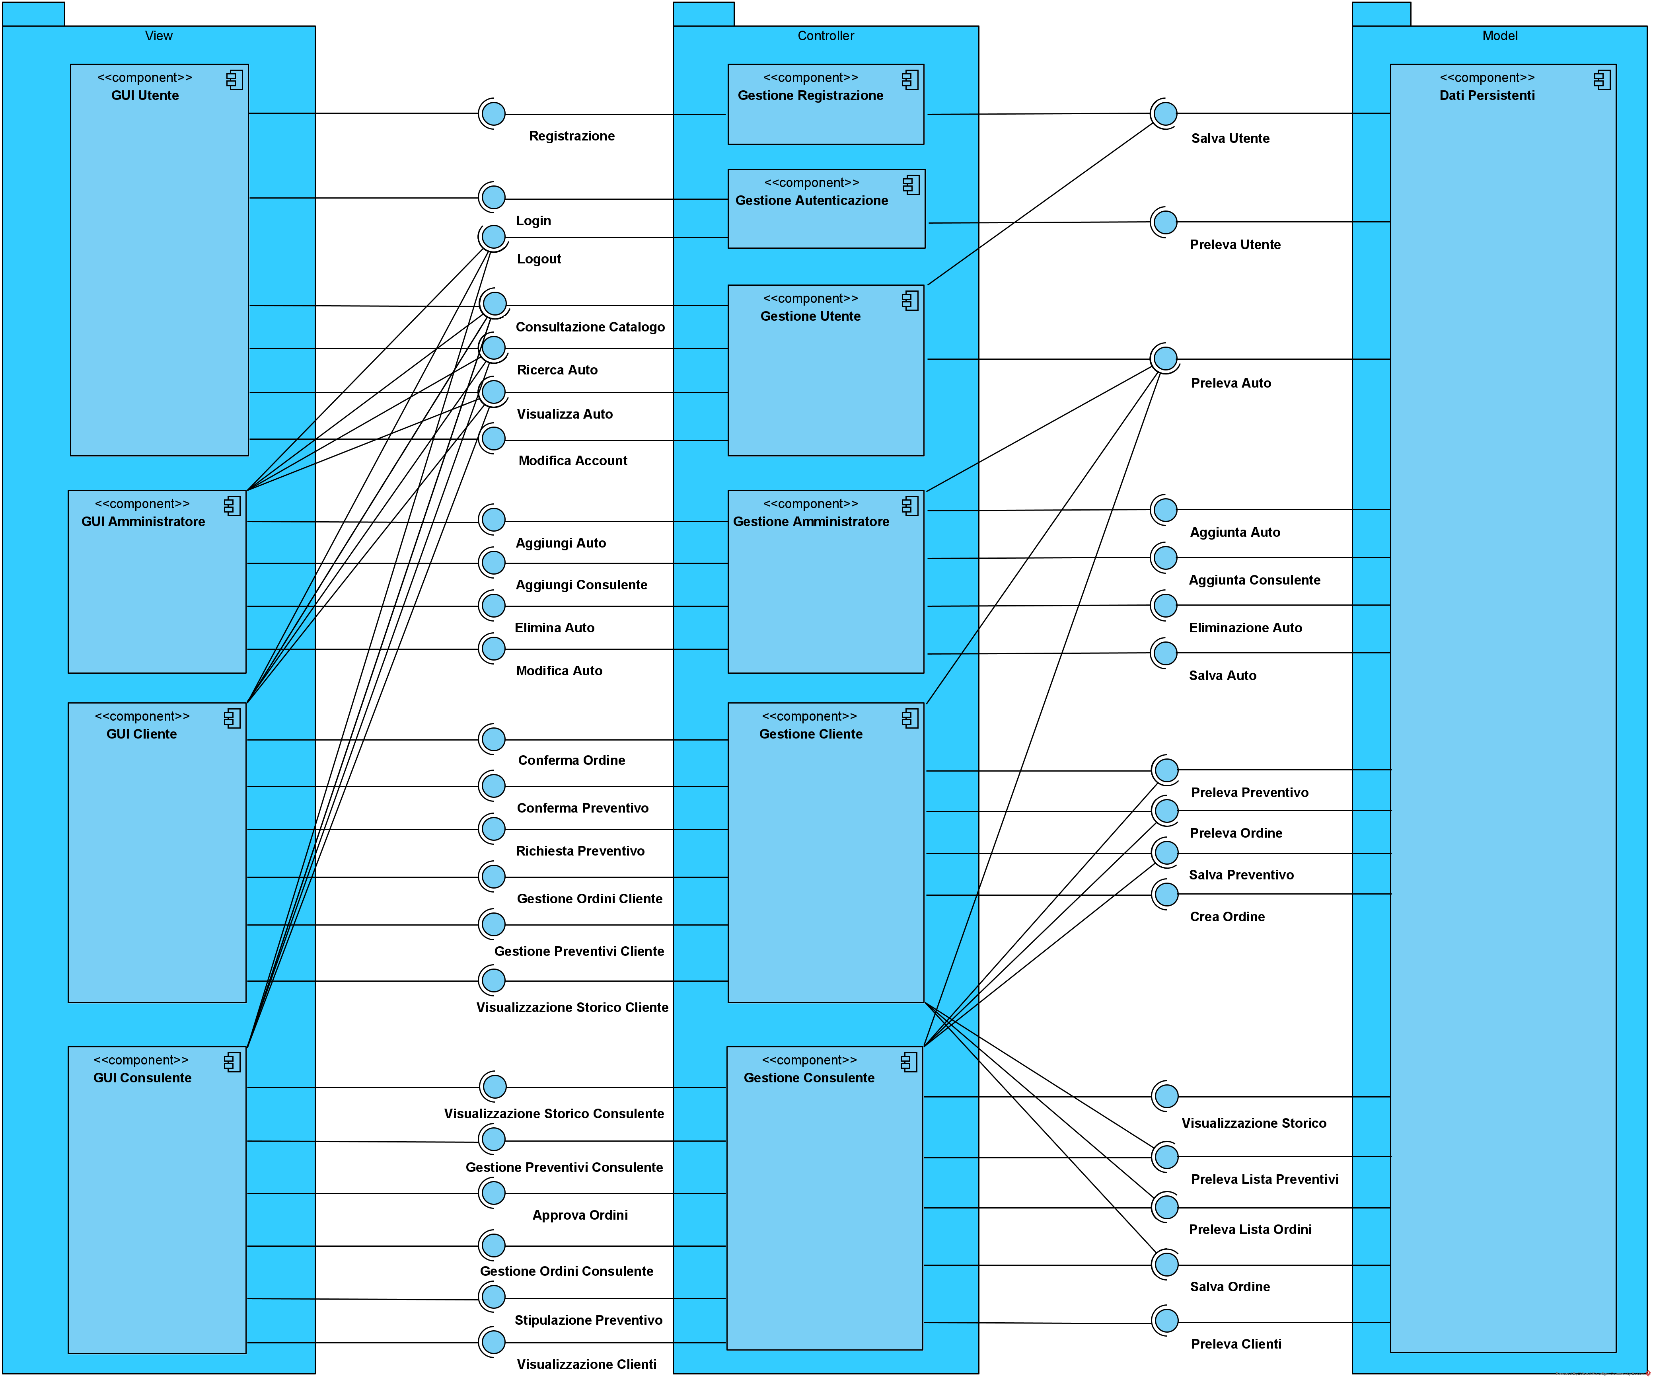 View
<<component>>
GUI Utente
<<component>>
GUI Amministratore
<<component>>
GUI Cliente
<<component>>
GUI Consulente
Registrazione
Login
Logout
Consultazione Catalogo
Ricerca Auto
Visualizza Auto
Modifica Account
Aggiungi Auto
Aggiungi Consulente
Elimina Auto
Modifica Auto
Conferma Ordine
Conferma Preventivo
Richiesta Preventivo
Gestione Ordini Cliente
Gestione Preventivi Cliente
Visualizzazione Storico Cliente
Visualizzazione Storico Consulente
Gestione Preventivi Consulente
Approva Ordini
Gestione Ordini Consulente
Stipulazione Preventivo
Visualizzazione Clienti
Controller
<<component>>
Gestione Registrazione
<<component>>
Gestione Autenticazione
<<component>>
Gestione Utente
<<component>>
Gestione Amministratore
<<component>>
Gestione Cliente
<<component>>
Gestione Consulente
Salva Utente
Preleva Utente
Preleva Auto
Aggiunta Auto
Aggiunta Consulente
Eliminazione Auto
Salva Auto
Preleva Preventivo
Preleva Ordine
Salva Preventivo
Crea Ordine
Visualizzazione Storico
Preleva Lista Preventivi
Preleva Lista Ordini
Salva Ordine
Preleva Clienti
Model
<<component>>
Dati Persistenti